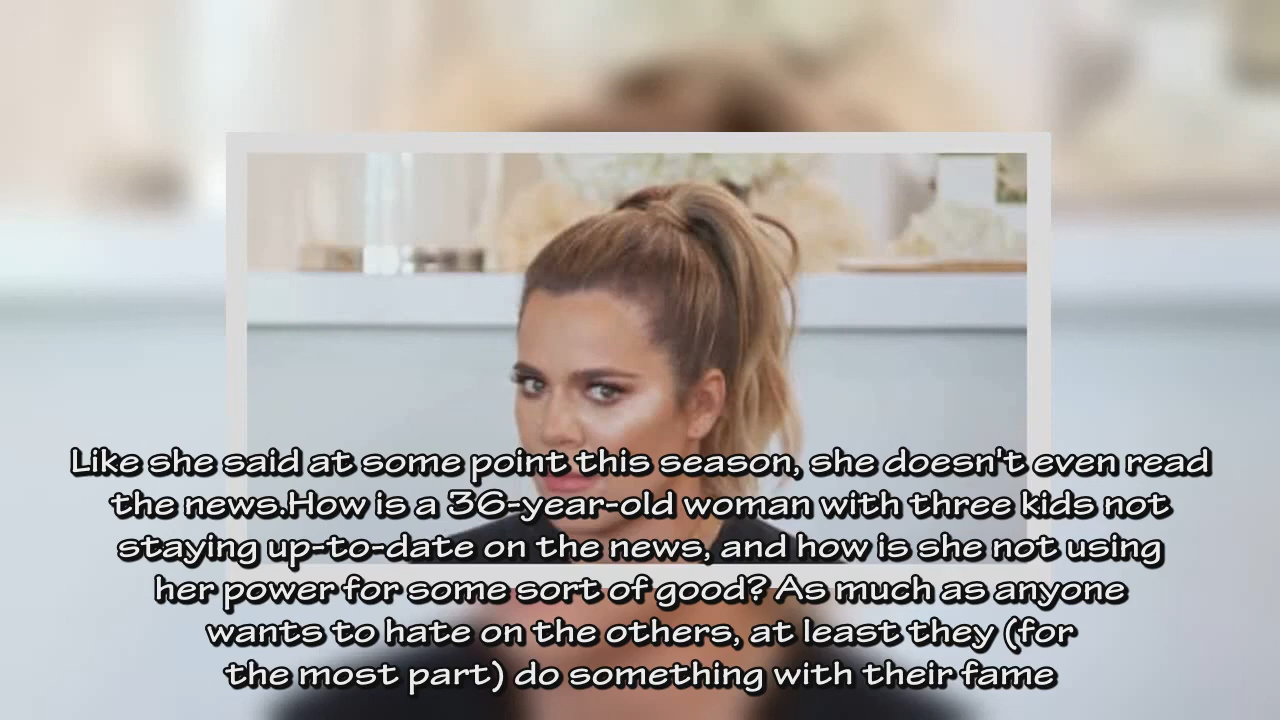 Like she said at some point this season, she doesn't even read
the news.How is a 36-year-old woman with three kids not
staying up-to-date on the news, and how is she not using
her power for some sort of good? As much as anyone
wants to hate on the others, at least they (for
the most part) do something with their fame